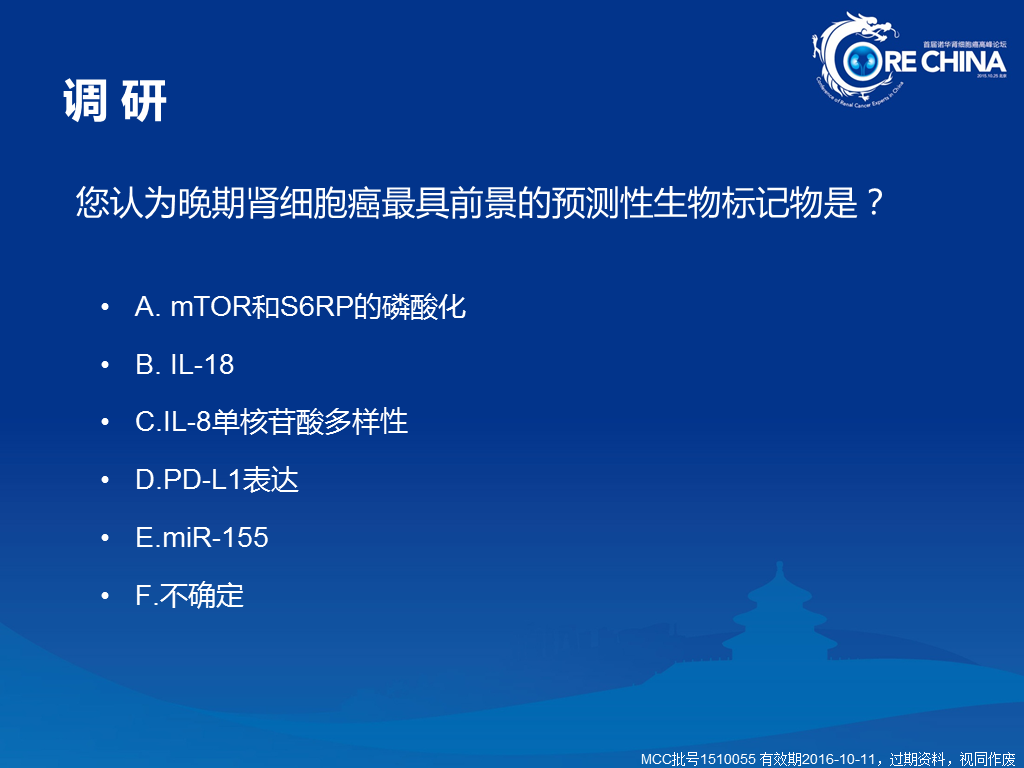 首届诺华肾细胞癌高峰论坛
CORE CHINA
2015.10.25 北京
Conference of Renal Cancer Experts in China
调 研
您认为晚期肾细胞癌最具前景的预测性生物标记物是？
• A. mTOR和S6RP的磷酸化
• B. IL-18
• C.IL-8单核苷酸多样性
• D.PD-L1表达
• E.miR-155
• F.不确定
MCC批号1510055 有效期2016-10-11，过期资料，视同作废